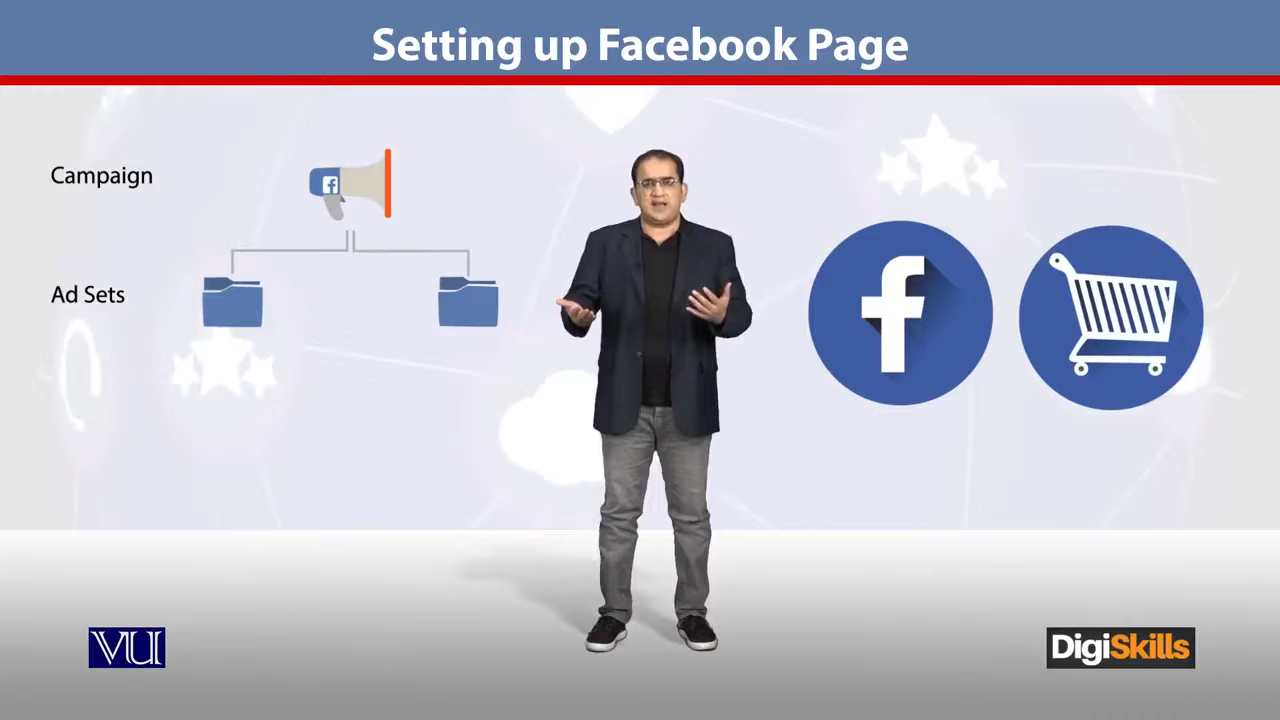 Setting up Facebook Page
Campaign
Ad Sets
VU
DigiSkills